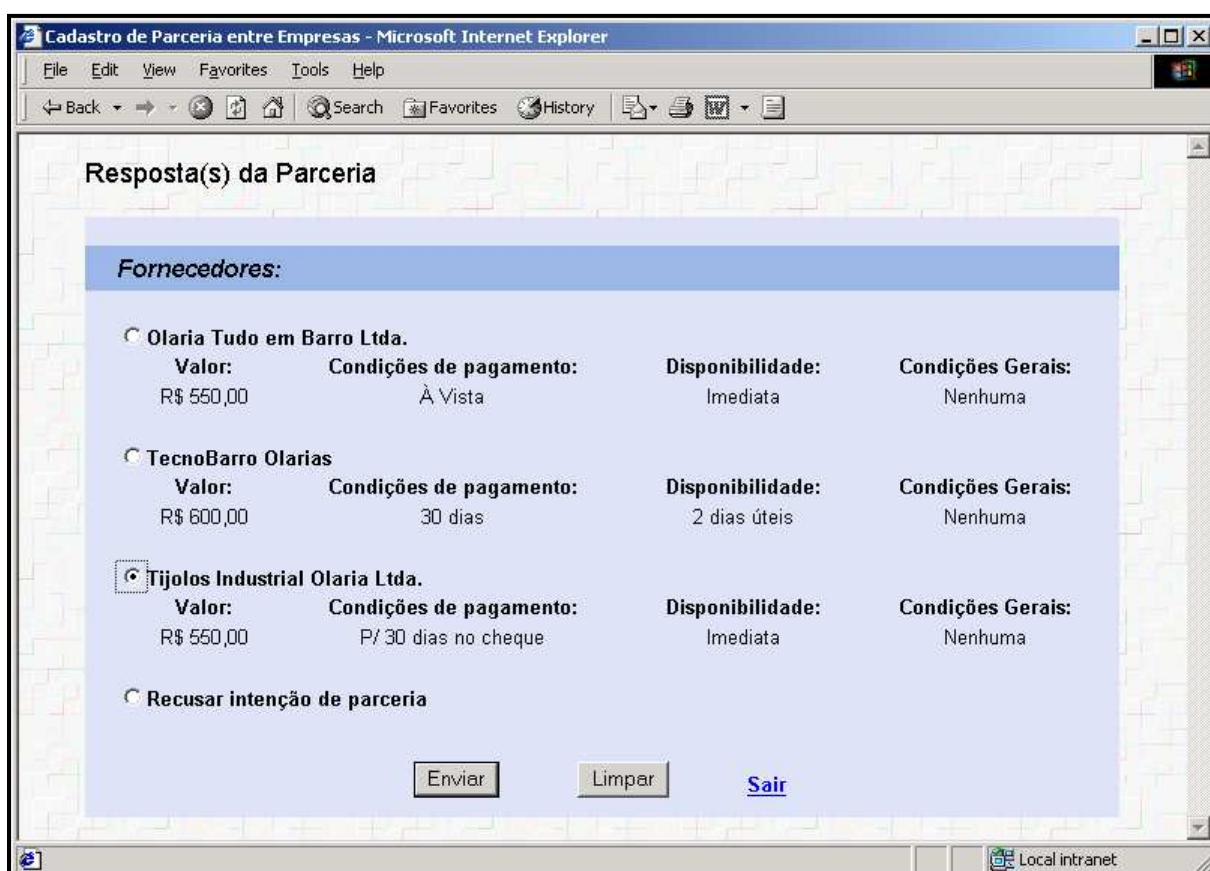 Cadastro de Parceria entre Empresas - Microsoft Internet Explorer
File Edit View Favorites Tools Help
Back Search Favorites History
Resposta(s) da Parceria
Fornecedores:
Olaria Tudo em Barro Ltda.
Valor: Condições de pagamento: Disponibilidade: Condições Gerais:
R$ 550,00 À Vista Imediata Nenhuma
TecnoBarro Olarias
Valor: Condições de pagamento: Disponibilidade: Condições Gerais:
R$ 600,00 30 dias 2 dias úteis Nenhuma
Tijolos Industrial Olaria Ltda.
Valor: Condições de pagamento: Disponibilidade: Condições Gerais:
R$ 550,00 P/ 30 dias no cheque Imediata Nenhuma
Recusar intenção de parceria
Enviar Limpar Sair
Local intranet